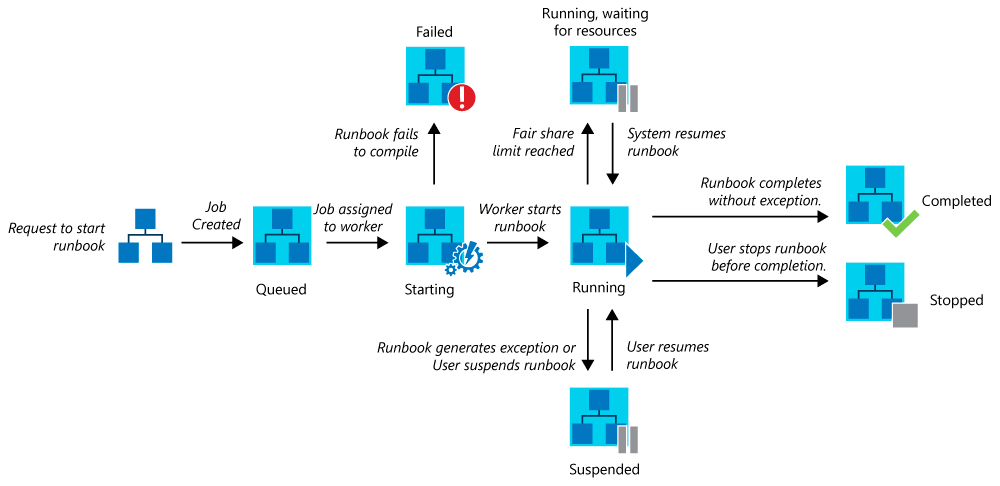 Running, waiting
for resources
Failed
Runbook fails
to compile
Fair share
limit reached
System resumes
runbook
Runbook completes
without exception.
Completed
Request to start
runbook
Job
Created
Job assigned
to worker
Worker starts
runbook
User stops runbook
before completion.
Queued
Starting
Running
Stopped
Runbook generates exception or
User suspends runbook
User resumes
runbook
Suspended